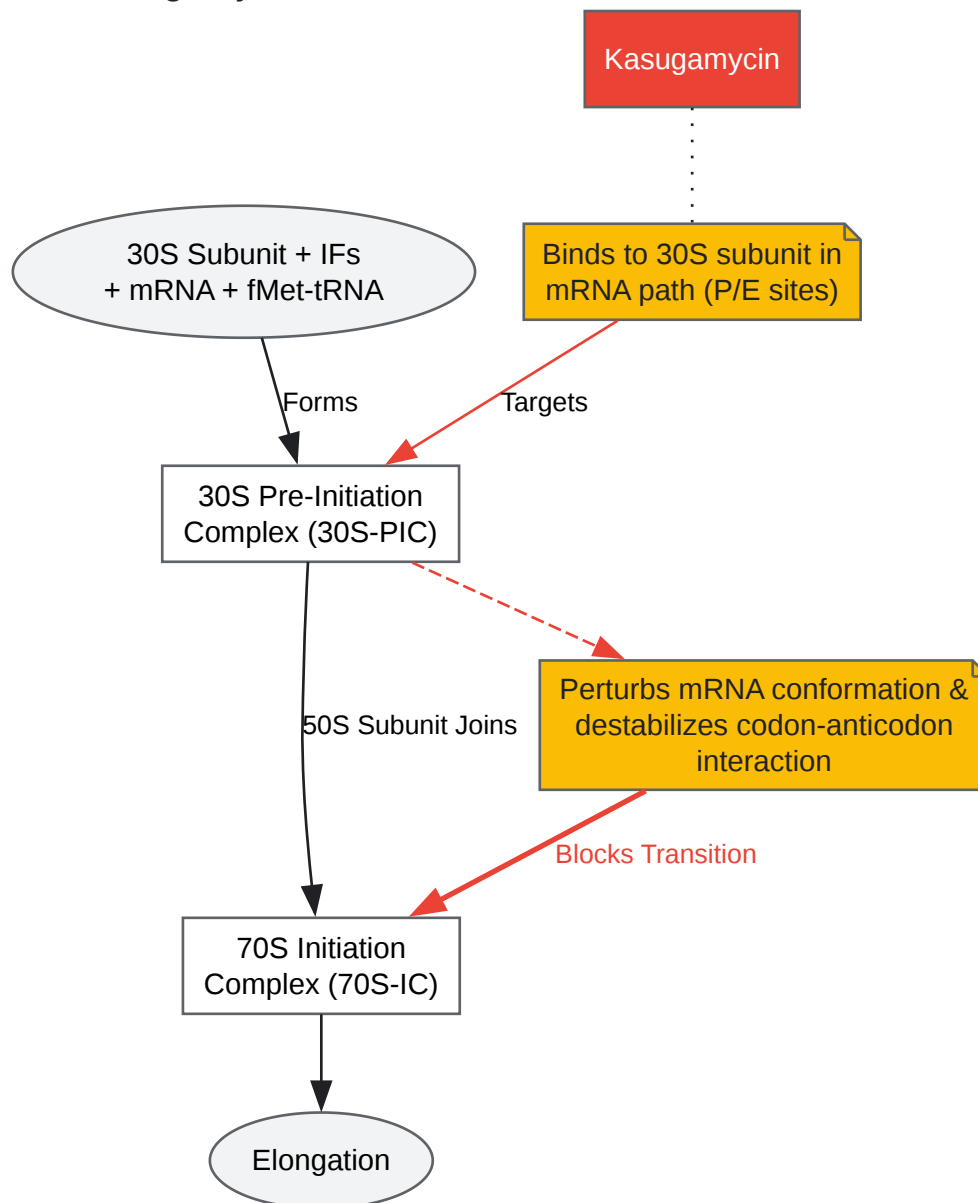 Kasugamycin
30S Subunit + IFs
+ mRNA + fMet-tRNA
Binds to 30S subunit in
mRNA path (P/E sites)
Forms
Targets
30S Pre-Initiation
Complex (30S-PIC)
50S Subunit Joins
Perturbs mRNA conformation &
destabilizes codon-anticodon
interaction
Blocks Transition
70S Initiation
Complex (70S-IC)
Elongation